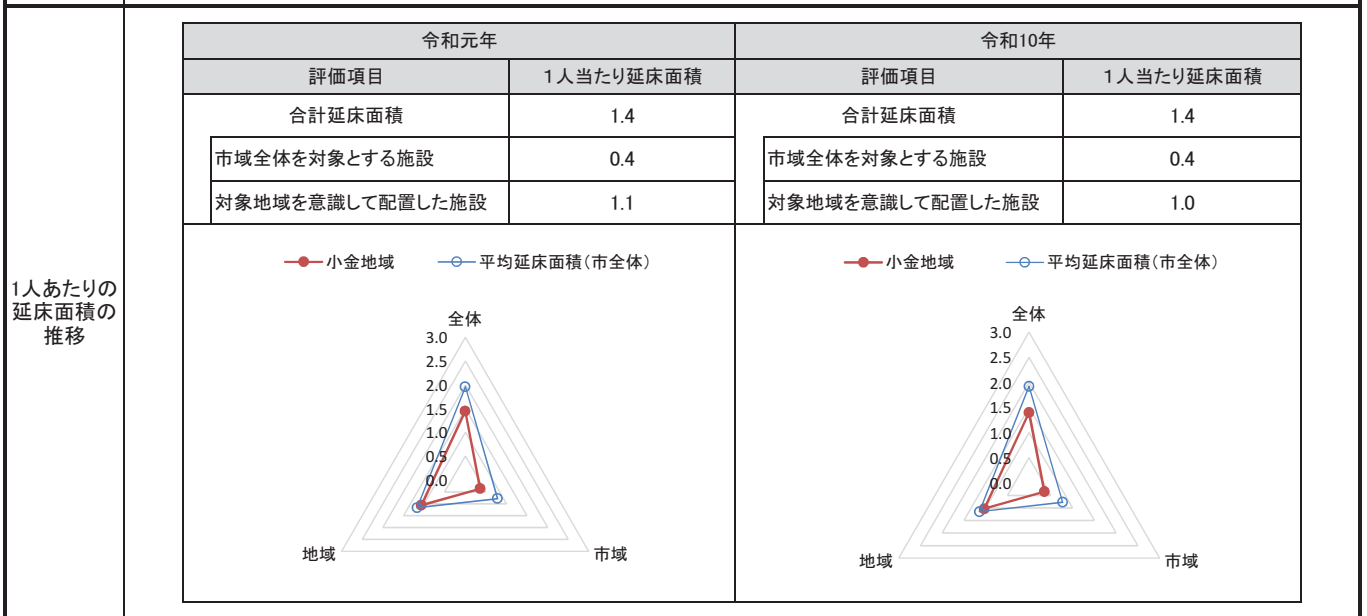 1人あたりの
延床面積の
推移
令和元年 令和10年
評価項目 1人当たり延床面積 評価項目 1人当たり延床面積
合計延床面積 1.4 合計延床面積 1.4
市域全体を対象とする施設 0.4 市域全体を対象とする施設 0.4
対象地域を意識して配置した施設 1.1 対象地域を意識して配置した施設 1.0
小金地域 平均延床面積(市全体)
全体
3.0
2.5
2.0
1.5
1.0
0.5
0.0
地域 市域
小金地域 平均延床面積(市全体)
全体
3.0
2.5
2.0
1.5
1.0
0.5
0.0
地域 市域